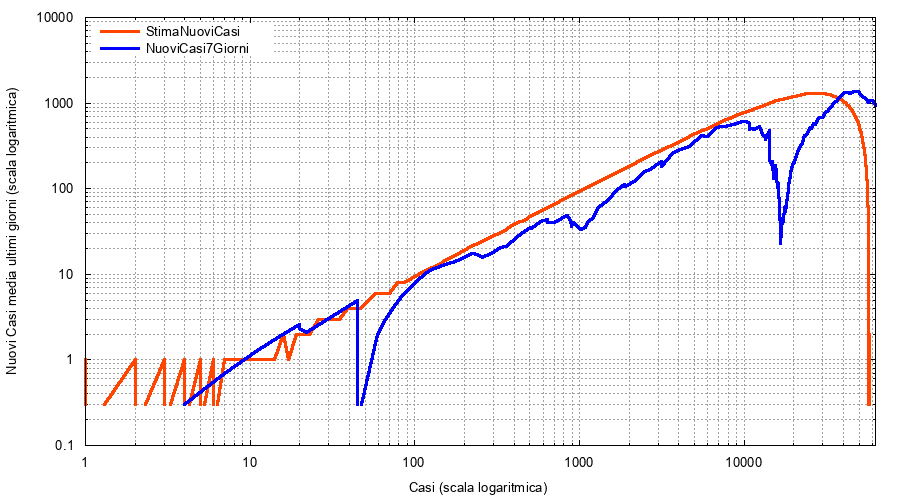 StimaNuoviCasi
NuoviCasi7Giorni
Nuovi Casi media ultimi giorni (scala logaritmica)
10000
1000
100
10
1
0.1
1
10
100
1000
10000
Casi (scala logaritmica)